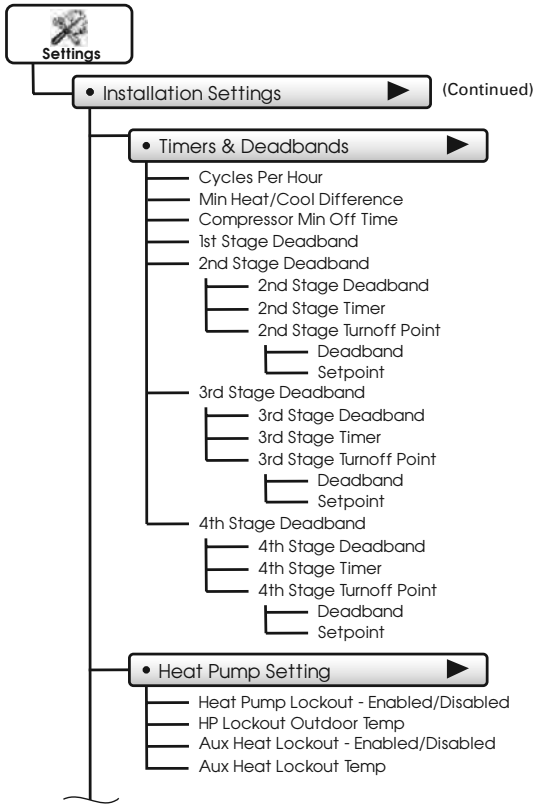 Settings
• Installation Settings
(Continued)
• Timers & Deadbands
Cycles Per Hour
Min Heat/Cool Difference
Compressor Min Off Time
1st Stage Deadband
2nd Stage Deadband
2nd Stage Deadband
2nd Stage Timer
2nd Stage Turnoff Point
Deadband
Setpoint
3rd Stage Deadband
3rd Stage Deadband
3rd Stage Timer
3rd Stage Turnoff Point
Deadband
Setpoint
4th Stage Deadband
4th Stage Deadband
4th Stage Timer
4th Stage Turnoff Point
Deadband
Setpoint
• Heat Pump Setting
Heat Pump Lockout - Enabled/Disabled
HP Lockout Outdoor Temp
Aux Heat Lockout - Enabled/Disabled
Aux Heat Lockout Temp